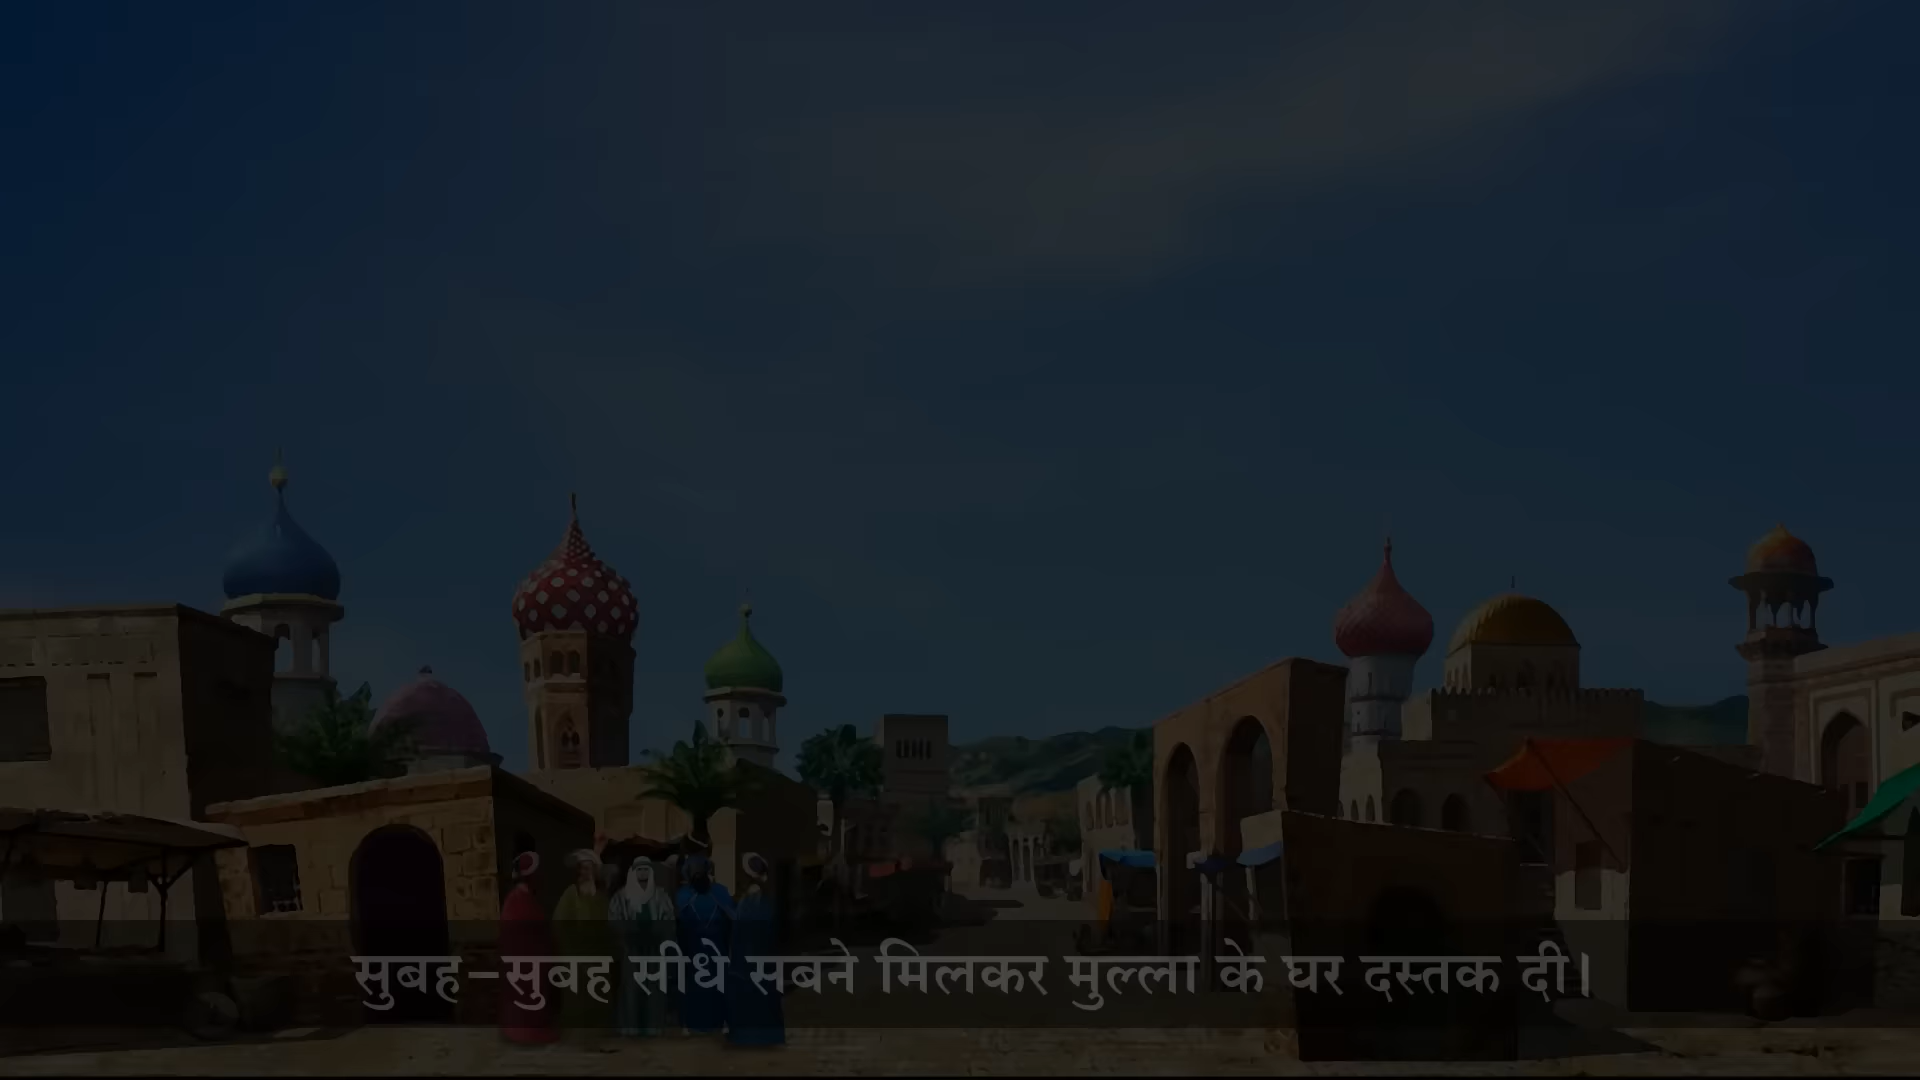 सुबह-सुबह सीधे सबने मिलकर मुल्ला के घर दस्तक दी।